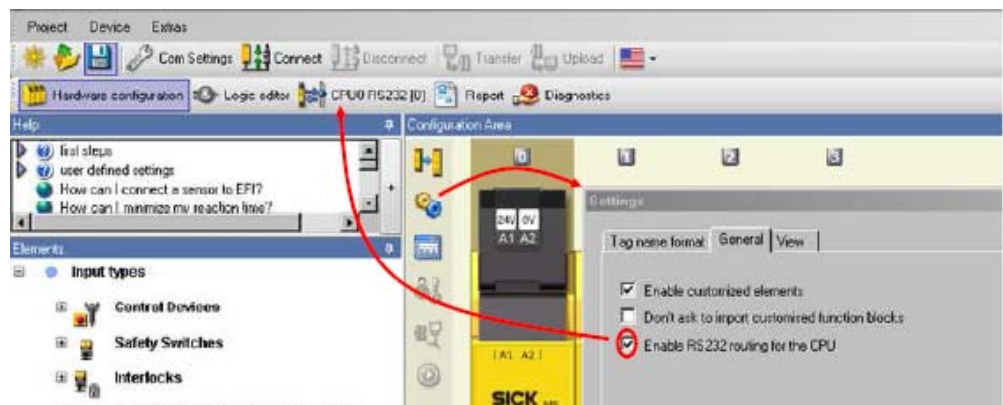 Project Device Extras
Com Settings Connect Disconnect Transfer Upload
Hardware configuration Logic editor CPU0 RS232 [0] Report Diagnostics
Help
Configuration Area
first steps
user defined settings
How can I connect a sensor to EFI?
How can I minimize my reaction time?
0 1 2 3
24V 0V
A1 A2
Settings
Tag name format General View
Enable customized elements
Don't ask to import customised function blocks
Enable RS232 routing for the CPU
Elements
Input types
Control Devices
Safety Switches
Interlocks
[A1 A2]
SICK